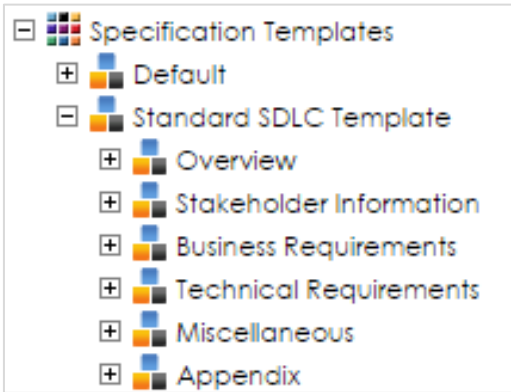 Specification Templates
Default
Standard SDLC Template
Overview
Stakeholder Information
Business Requirements
Technical Requirements
Miscellaneous
Appendix